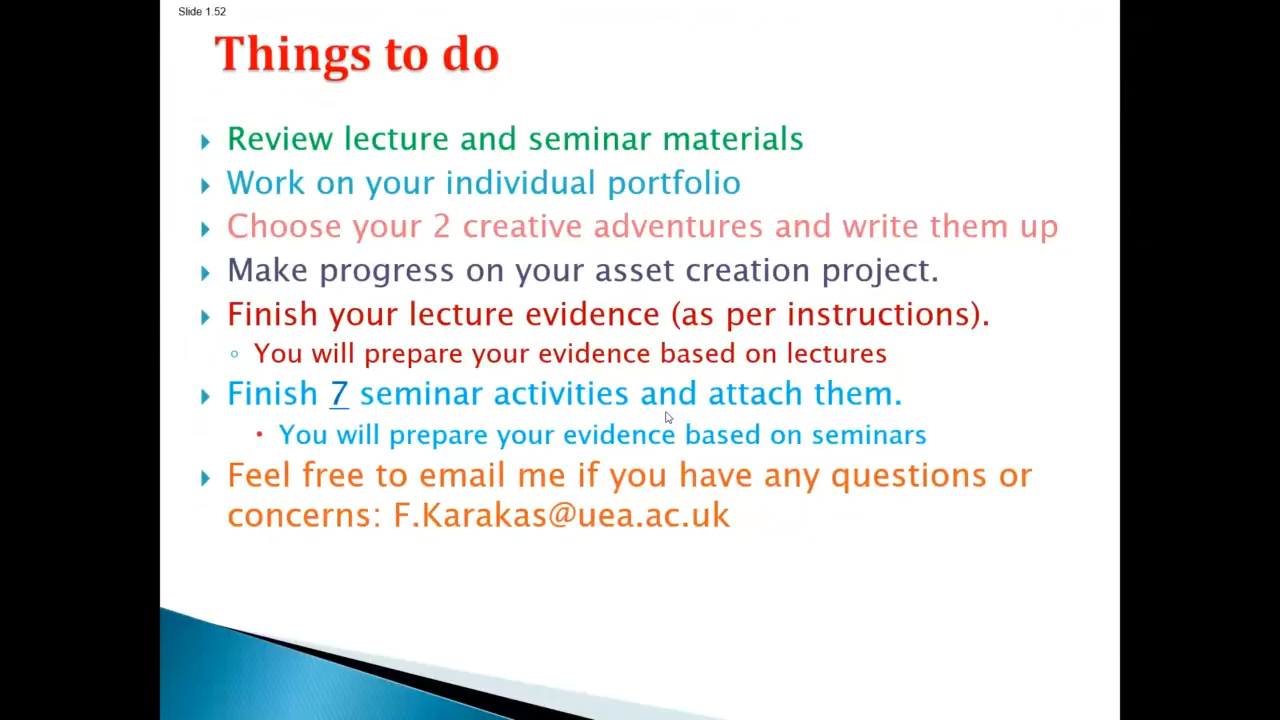 Slide 1.52
Things to do
Review lecture and seminar materials
Work on your individual portfolio
Choose your 2 creative adventures and write them up
Make progress on your asset creation project.
Finish your lecture evidence (as per instructions).
You will prepare your evidence based on lectures
Finish 7 seminar activities and attach them.
You will prepare your evidence based on seminars
Feel free to email me if you have any questions or
concerns: F.Karakas@uea.ac.uk